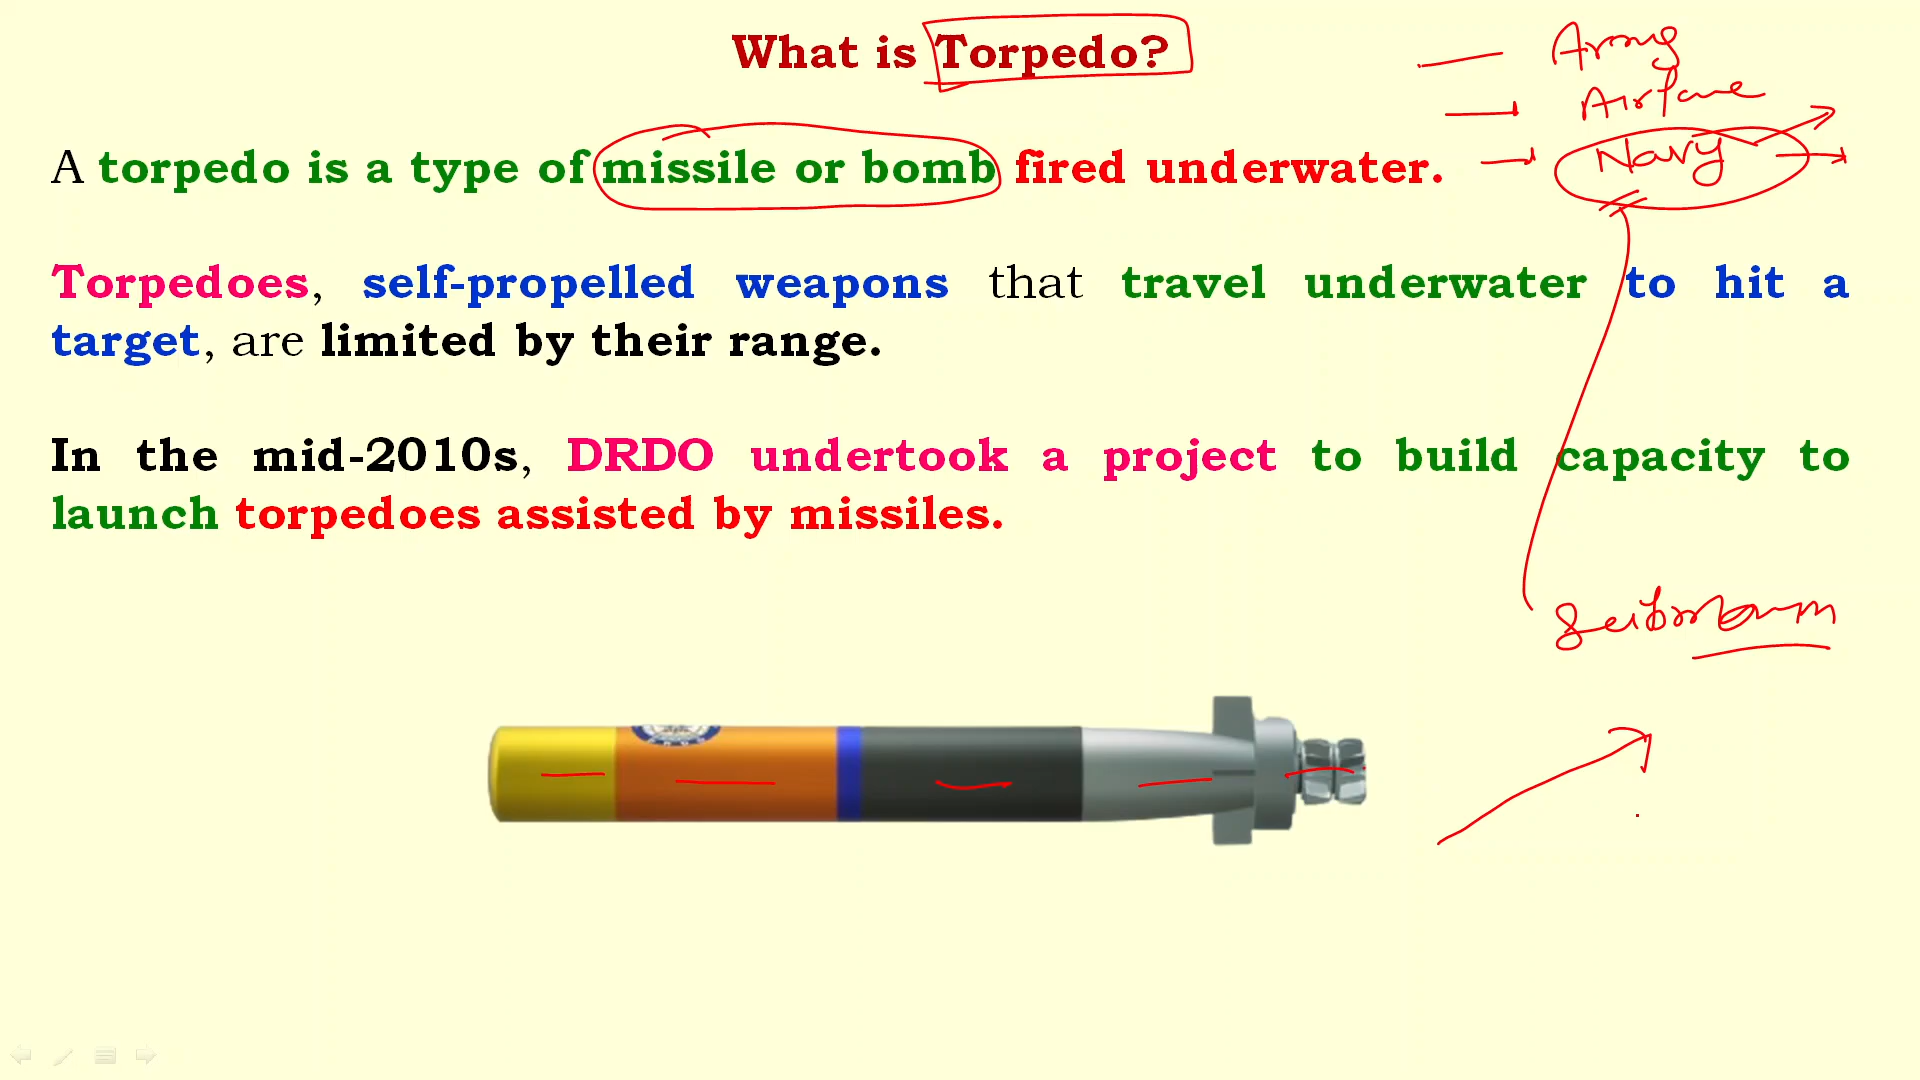 What is Torpedo?
Army
Airforce
A torpedo is a type of missile or bomb fired underwater.
Navy
Torpedoes, self-propelled weapons that travel underwater to hit a
target, are limited by their range.
In the mid-2010s, DRDO undertook a project to build capacity to
launch torpedoes assisted by missiles.